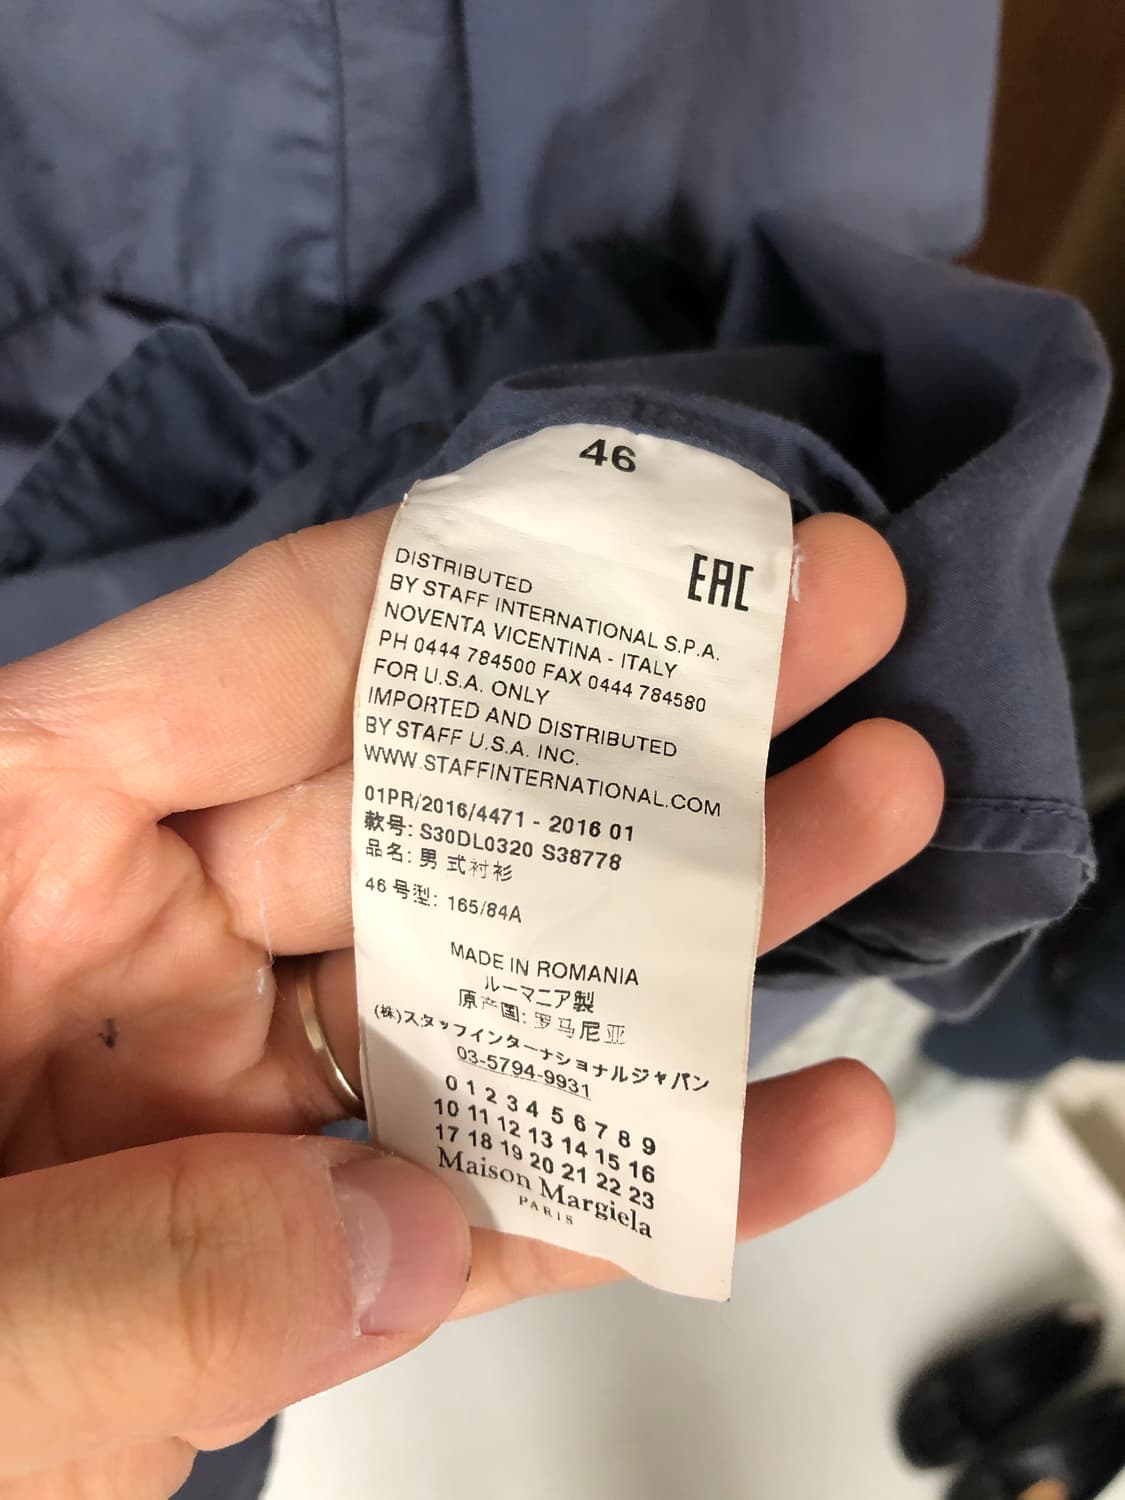 46
EAC
DISTRIBUTED
BY STAFF INTERNATIONAL S.P.A.
NOVENTA VICENTINA - ITALY
PH 0444 784500 FAX 0444 784580
FOR U.S.A. ONLY
IMPORTED AND DISTRIBUTED
BY STAFF U.S.A. INC.
WWW.STAFFINTERNATIONAL.COM
01PR/2016/4471 - 2016 01
款号: S30DL0320 S38778
品名: 男 式衬衫
46 号型: 165/84A
MADE IN ROMANIA
ルーマニア製
原产国: 罗马尼亚
(株)スタッフインターナショナルジャパン
03-5794-9931
0 1 2 3 4 5 6 7 8 9
10 11 12 13 14 15 16
17 18 19 20 21 22 23
Maison Margiela
PARIS